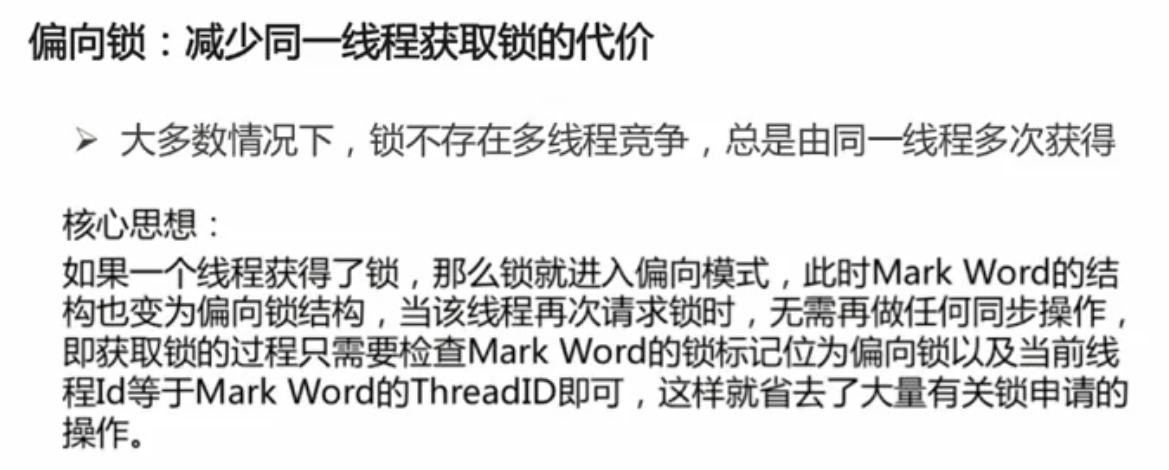 偏向锁：减少同一线程获取锁的代价
➢ 大多数情况下，锁不存在多线程竞争，总是由同一线程多次获得
核心思想：
如果一个线程获得了锁，那么锁就进入偏向模式，此时Mark Word的结
构也变为偏向锁结构，当该线程再次请求锁时，无需再做任何同步操作，
即获取锁的过程只需要检查Mark Word的锁标记位为偏向锁以及当前线
程Id等于Mark Word的ThreadID即可，这样就省去了大量有关锁申请的
操作。